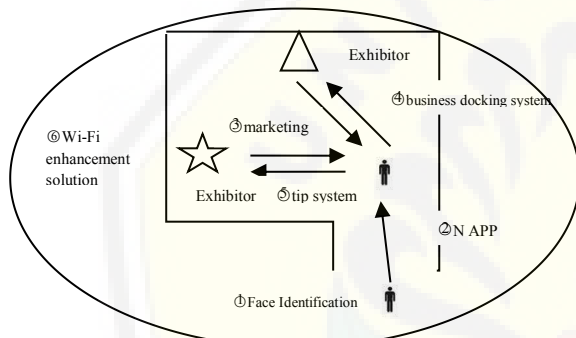 Exhibitor
④business docking system
③marketing
⑥Wi-Fi
enhancement
solution
Exhibitor
⑤tip system
②N APP
①Face Identification